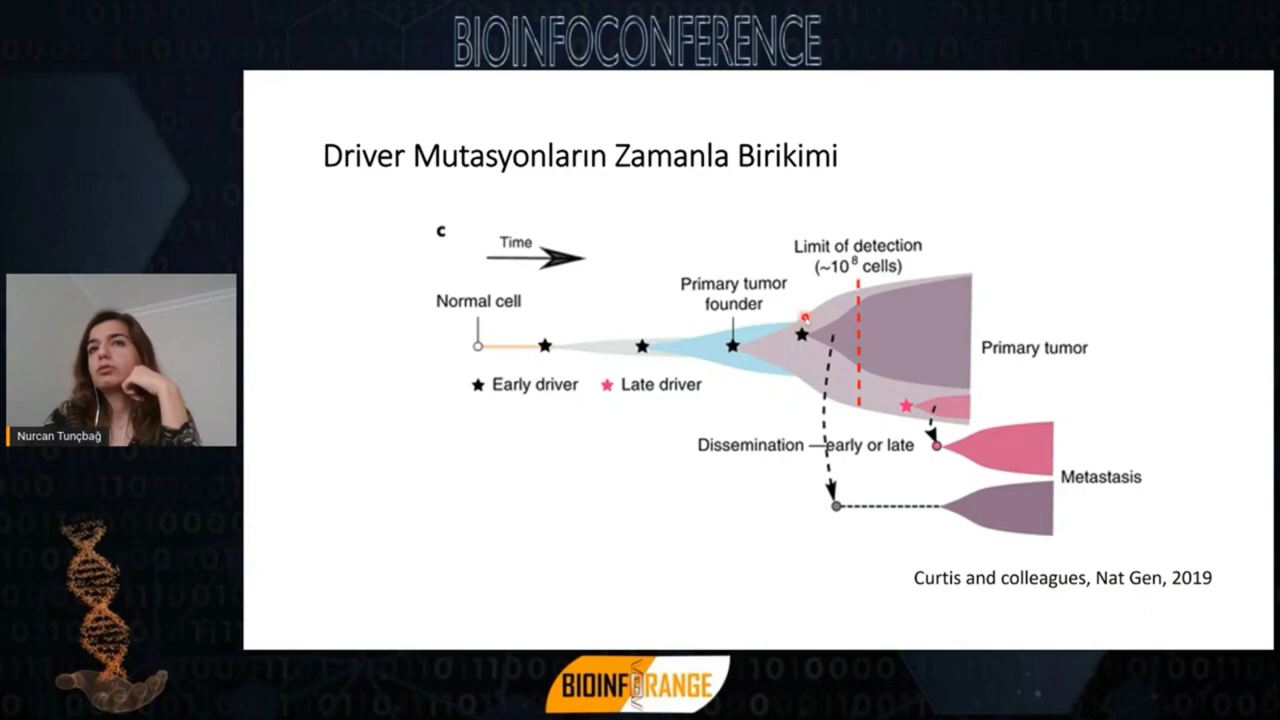 BIOINFOCONFERENCE
Driver Mutasyonların Zamanla Birikimi
c
Time
Limit of detection
(~10⁸ cells)
Primary tumor
founder
Normal cell
Primary tumor
Early driver
Late driver
Dissemination —early or late
Metastasis
Curtis and colleagues, Nat Gen, 2019
Nurcan Tunçbağ
BIOINFORANGE